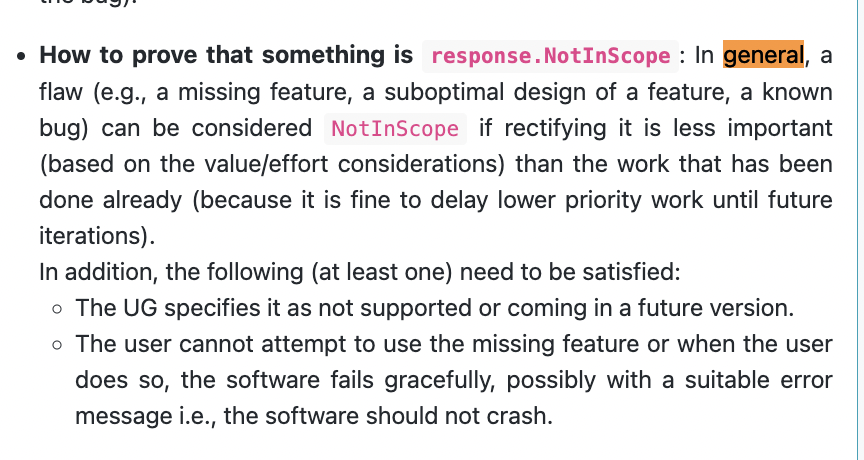 the bug).
How to prove that something is response.NotInScope: In general, a
flaw (e.g., a missing feature, a suboptimal design of a feature, a known
bug) can be considered NotInScope if rectifying it is less important
(based on the value/effort considerations) than the work that has been
done already (because it is fine to delay lower priority work until future
iterations).
In addition, the following (at least one) need to be satisfied:
The UG specifies it as not supported or coming in a future version.
The user cannot attempt to use the missing feature or when the user
does so, the software fails gracefully, possibly with a suitable error
message i.e., the software should not crash.